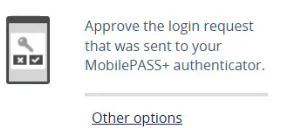 Approve the login request
that was sent to your
MobilePASS+ authenticator.
Other options